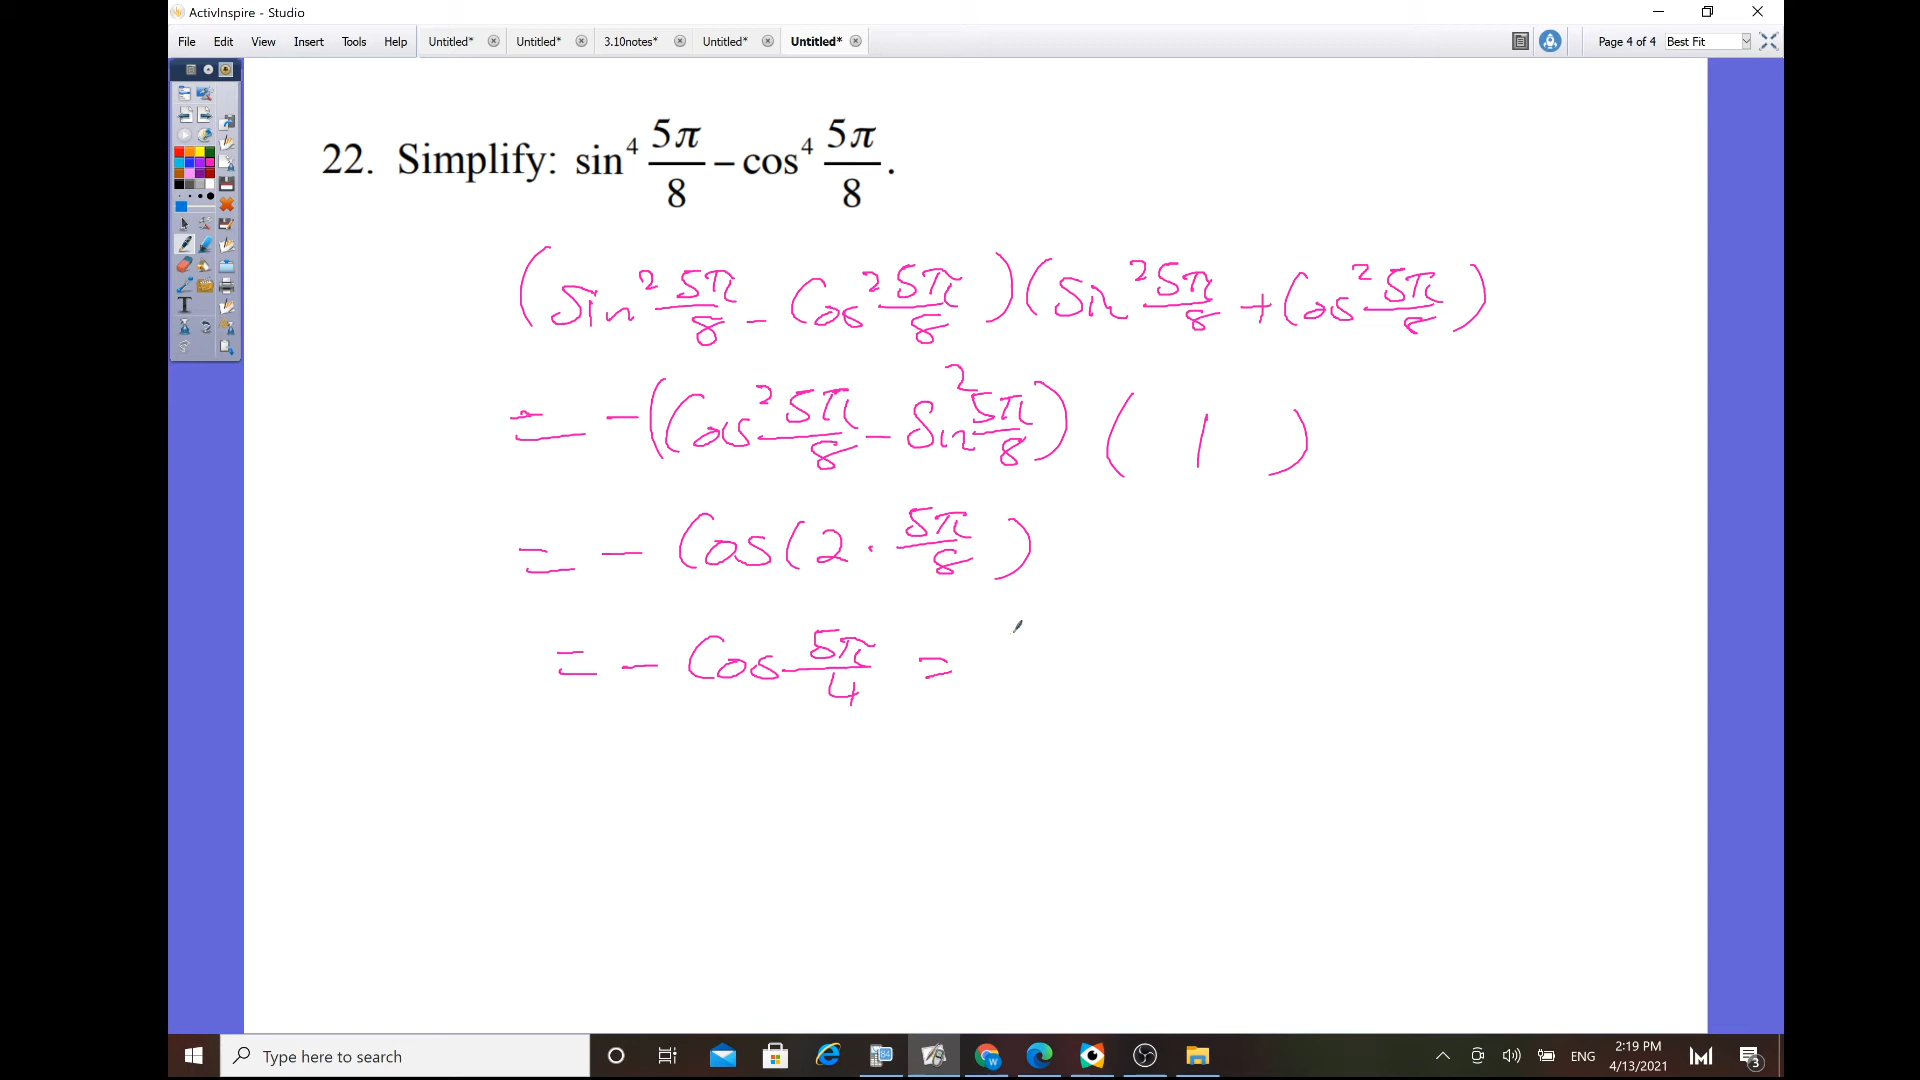 ActivInspire - Studio
File Edit View Insert Tools Help Untitled* Untitled* 3.10notes* Untitled* Untitled* Page 4 of 4 Best Fit
22. Simplify: sin⁴ 5π/8 − cos⁴ 5π/8.
(sin² 5π/8 − Cos² 5π/8)(sin² 5π/8 + Cos² 5π/8)
= −(Cos² 5π/8 − sin² 5π/8) ( 1 )
= − Cos(2 · 5π/8)
= − Cos 5π/4 =
Type here to search
ENG
2:19 PM
4/13/2021
3